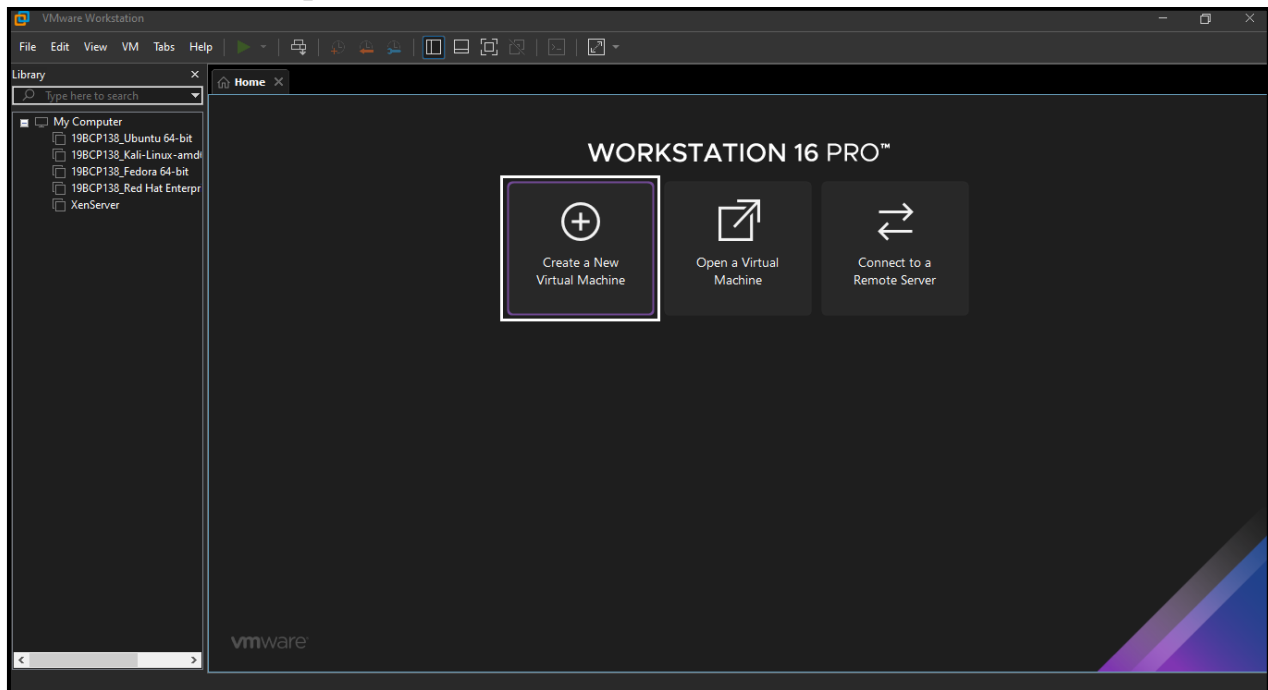 VMware Workstation
File Edit View VM Tabs Help
Library
Home
Type here to search
My Computer
19BCP138_Ubuntu 64-bit
19BCP138_Kali-Linux-amd
19BCP138_Fedora 64-bit
19BCP138_Red Hat Enterpr
XenServer
WORKSTATION 16 PRO™
Create a New
Virtual Machine
Open a Virtual
Machine
Connect to a
Remote Server
vmware